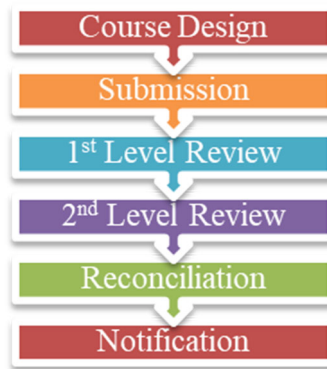 Course Design
Submission
1st Level Review
2nd Level Review
Reconciliation
Notification